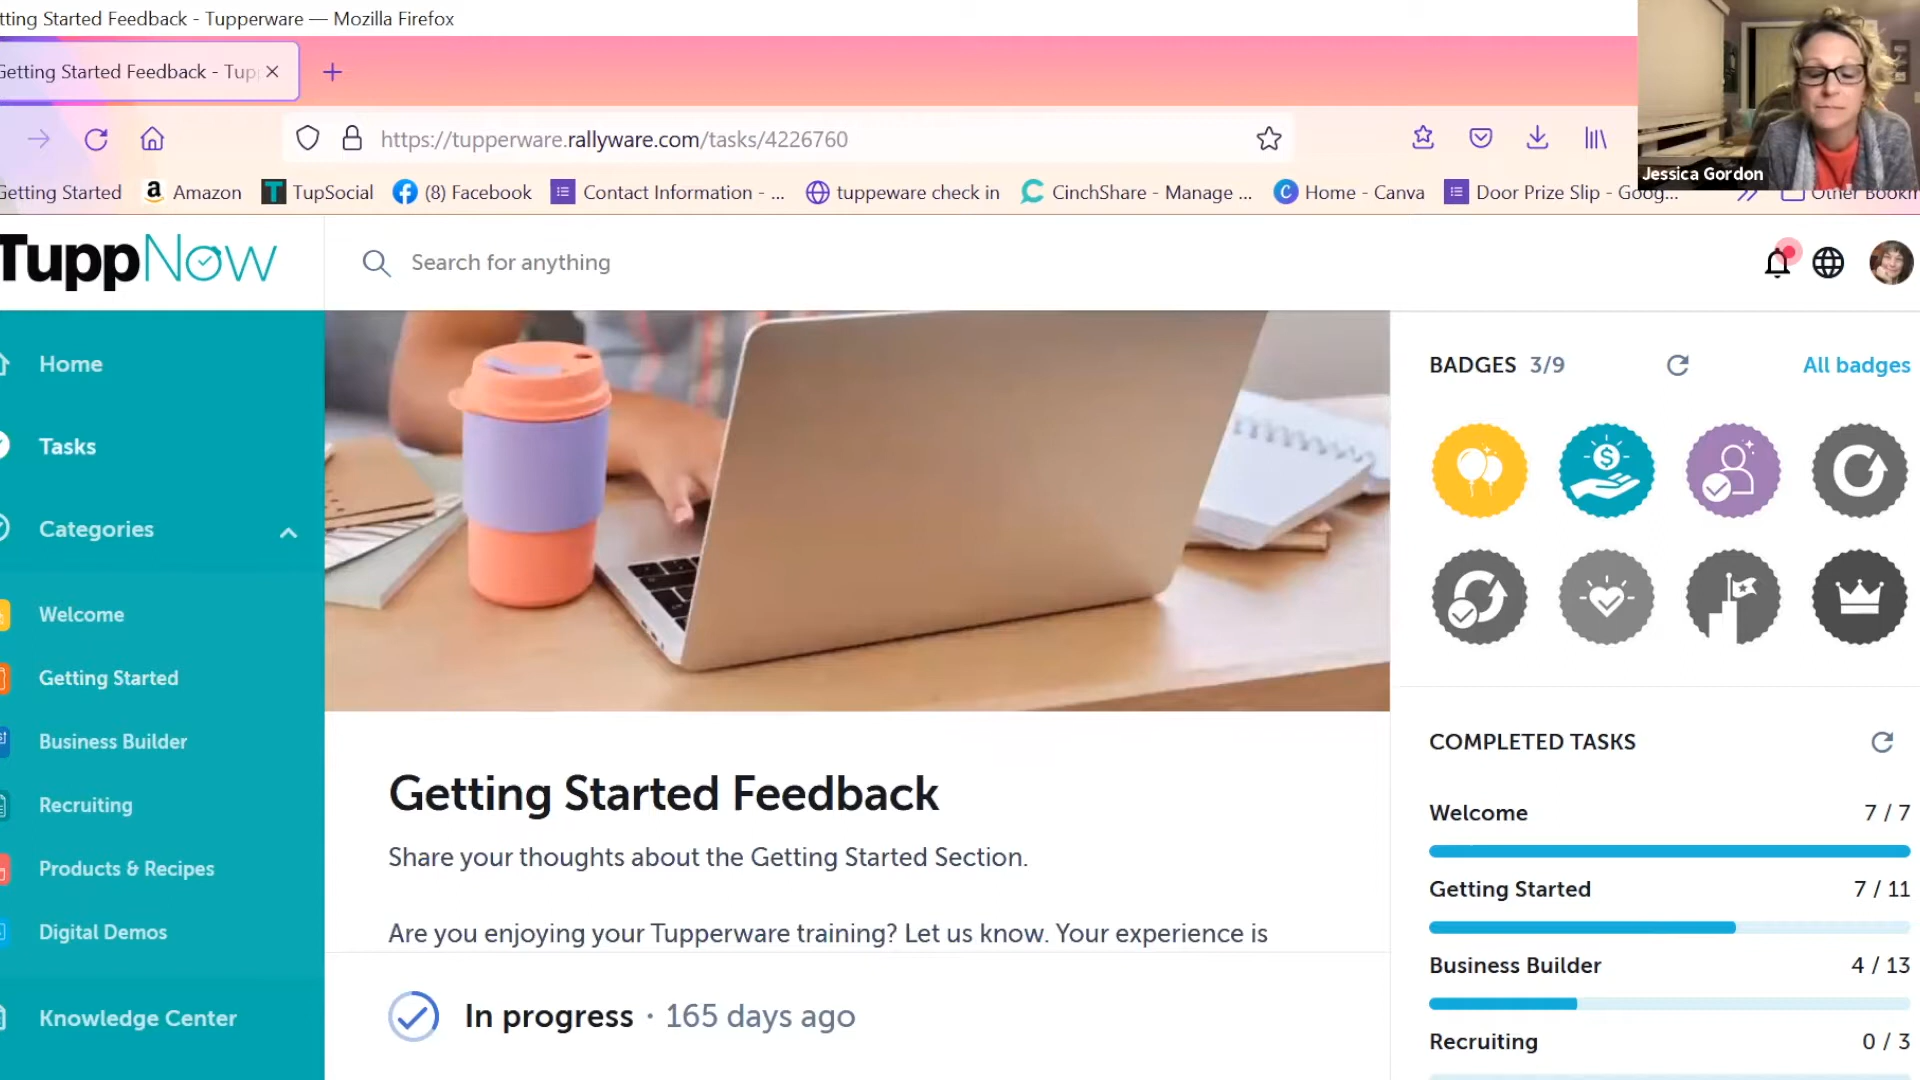 tting Started Feedback - Tupperware — Mozilla Firefox
Getting Started Feedback - Tup
https://tupperware.rallyware.com/tasks/4226760
Getting Started
Amazon
TupSocial
(8) Facebook
Contact Information - ...
tuppeware check in
CinchShare - Manage ...
Home - Canva
Door Prize Slip - Goog...
Other Bookm
Jessica Gordon
TuppNow
Search for anything
Home
Tasks
Categories
Welcome
Getting Started
Business Builder
Recruiting
Products & Recipes
Digital Demos
Knowledge Center
Getting Started Feedback
Share your thoughts about the Getting Started Section.
Are you enjoying your Tupperware training? Let us know. Your experience is
In progress · 165 days ago
BADGES 3/9
All badges
COMPLETED TASKS
Welcome 7 / 7
Getting Started 7 / 11
Business Builder 4 / 13
Recruiting 0 / 3